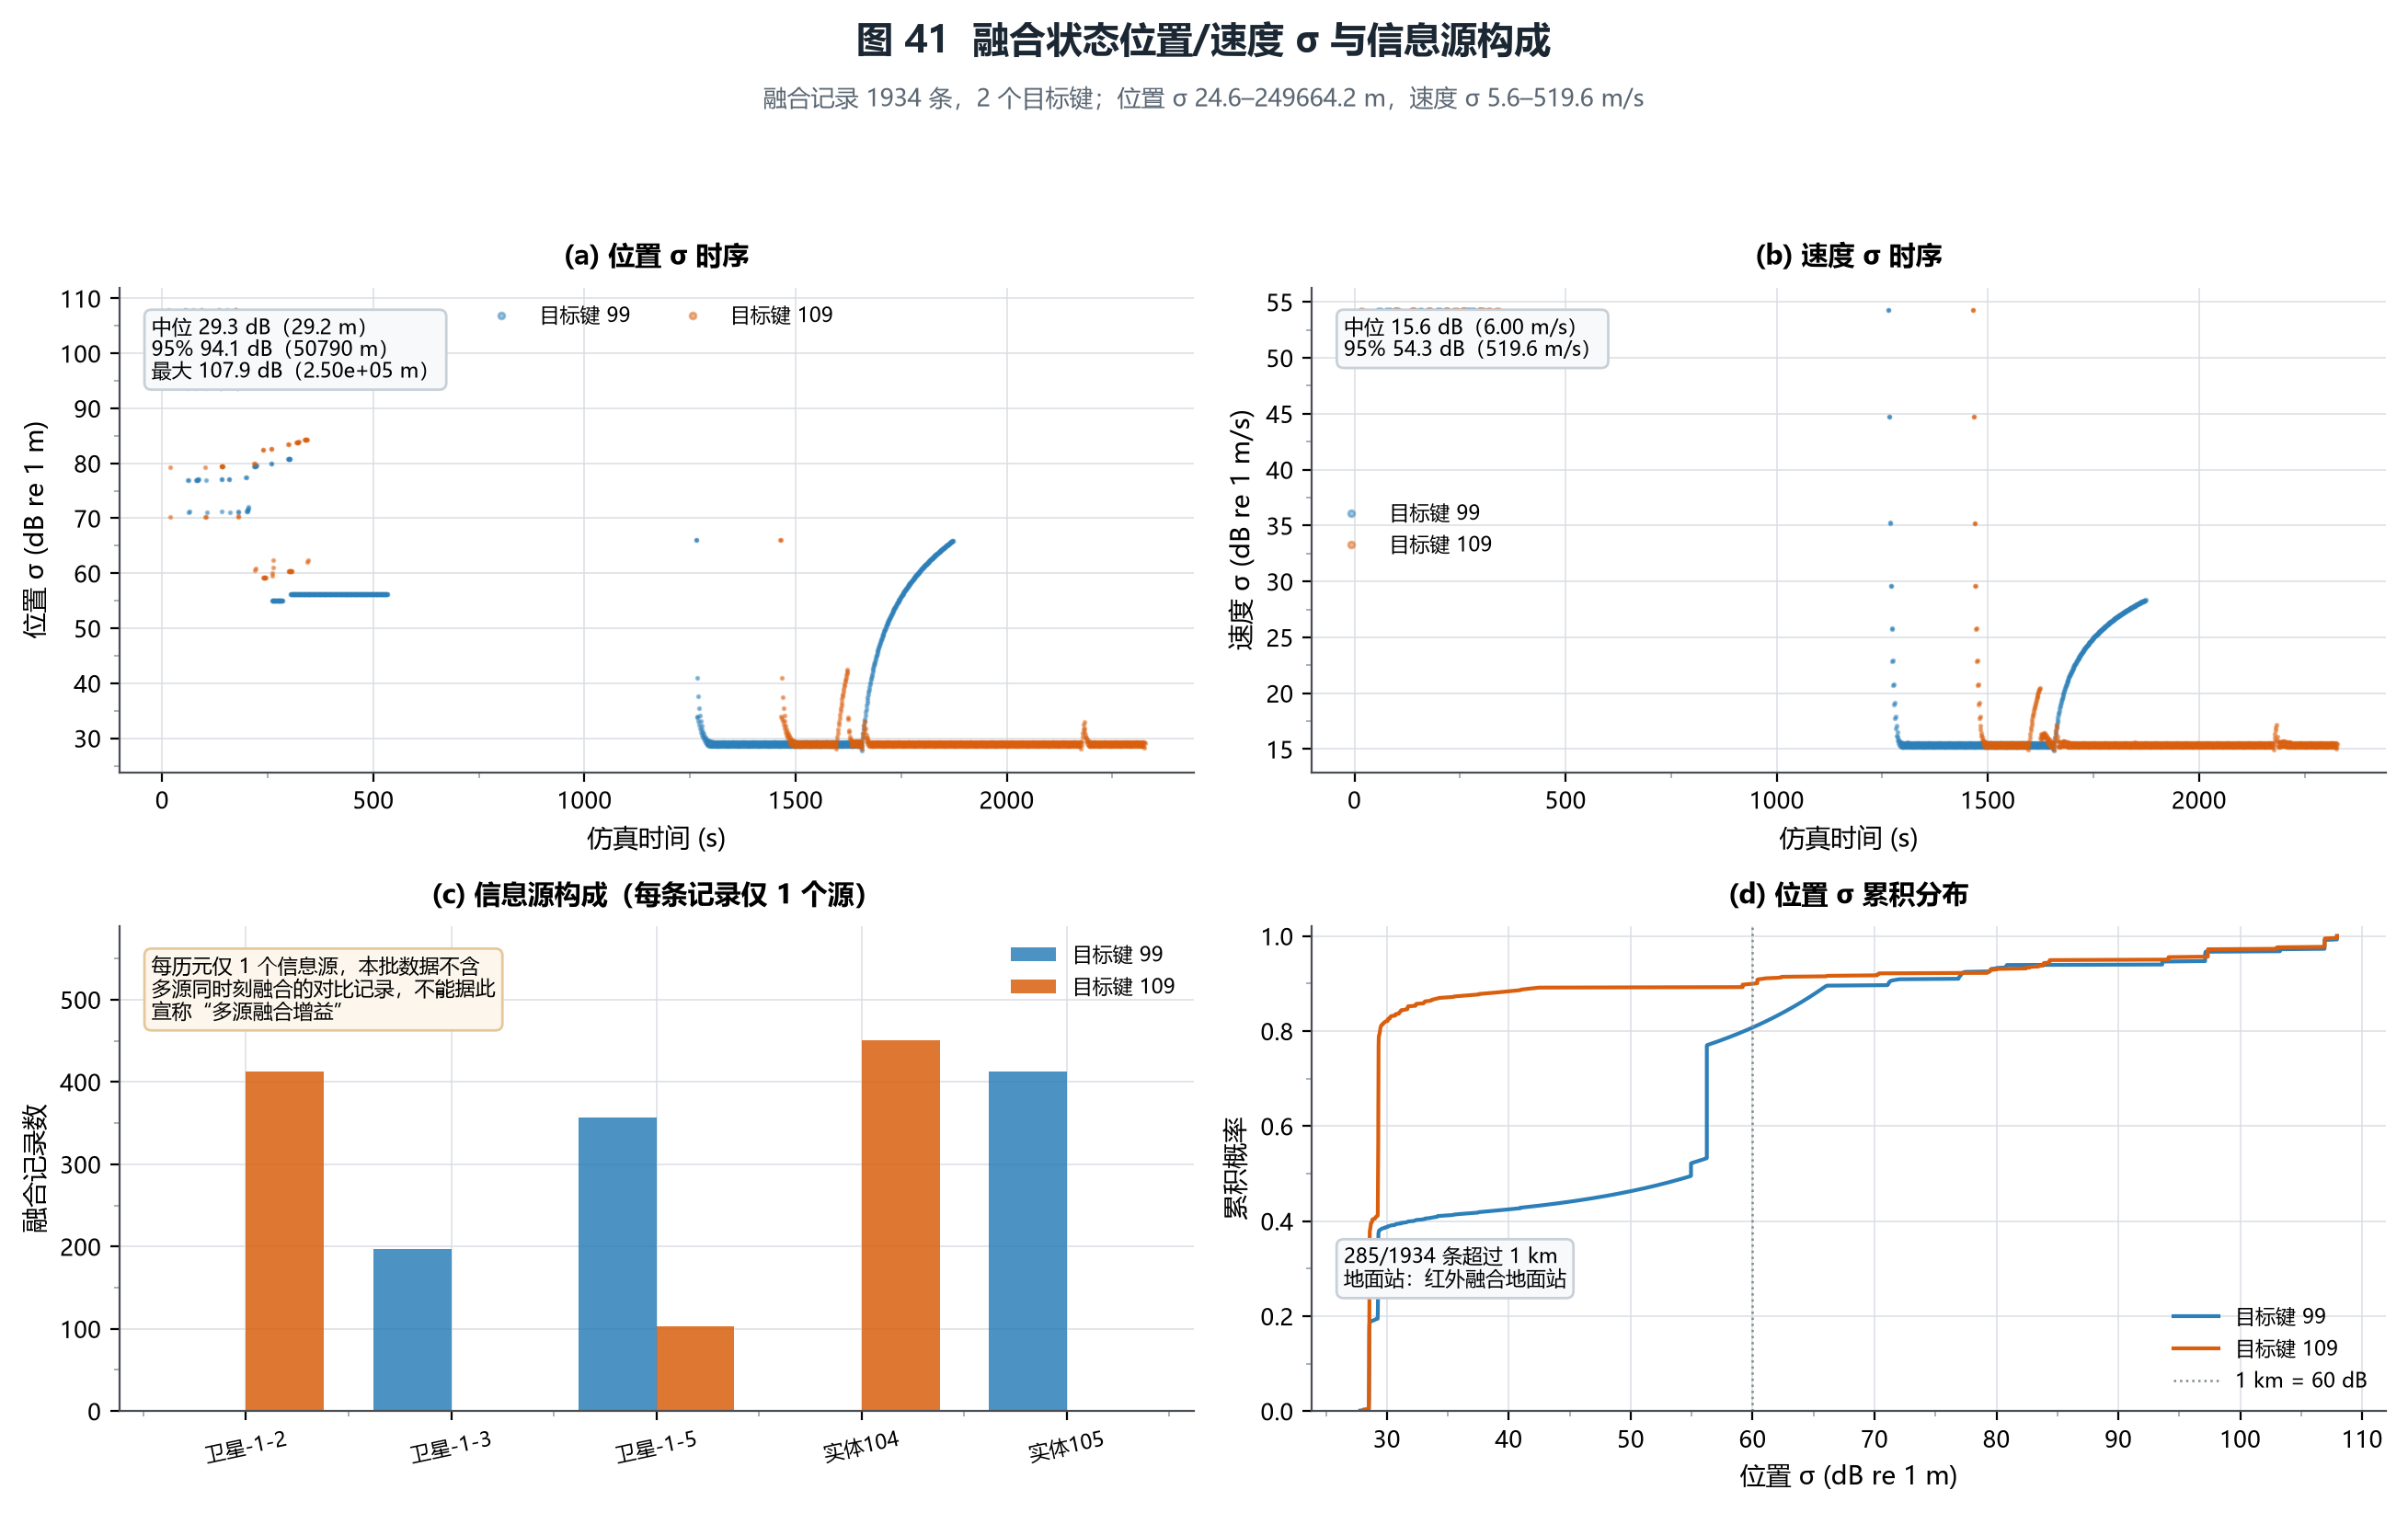 图 41 融合状态位置/速度 σ 与信息源构成
融合记录 1934 条，2 个目标键；位置 σ 24.6–249664.2 m，速度 σ 5.6–519.6 m/s
(a) 位置 σ 时序
中位 29.3 dB（29.2 m）
95% 94.1 dB（50790 m）
最大 107.9 dB（2.50e+05 m）
目标键 99
目标键 109
位置 σ (dB re 1 m)
110
100
90
80
70
60
50
40
30
0
500
1000
1500
2000
仿真时间 (s)
(b) 速度 σ 时序
中位 15.6 dB（6.00 m/s）
95% 54.3 dB（519.6 m/s）
目标键 99
目标键 109
速度 σ (dB re 1 m/s)
55
50
45
40
35
30
25
20
15
0
500
1000
1500
2000
仿真时间 (s)
(c) 信息源构成（每条记录仅 1 个源）
每历元仅 1 个信息源，本批数据不含
多源同时刻融合的对比记录，不能据此
宣称“多源融合增益”
目标键 99
目标键 109
融合记录数
500
400
300
200
100
0
卫星-1-2
卫星-1-3
卫星-1-5
实体104
实体105
(d) 位置 σ 累积分布
285/1934 条超过 1 km
地面站：红外融合地面站
目标键 99
目标键 109
1 km = 60 dB
累积概率
1.0
0.8
0.6
0.4
0.2
0.0
30
40
50
60
70
80
90
100
110
位置 σ (dB re 1 m)